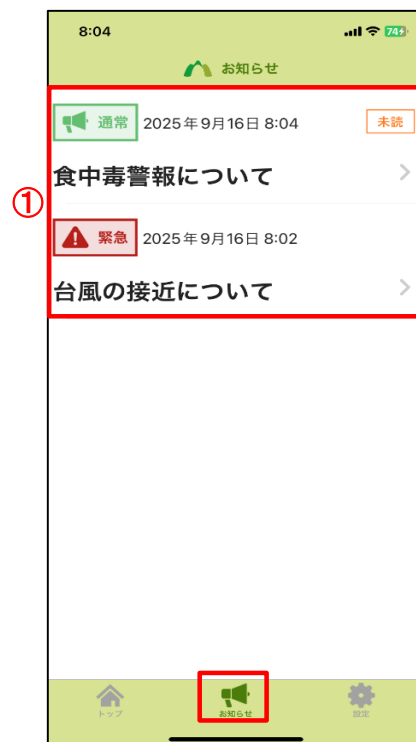 8:04
74
お知らせ
①
通常 2025年9月16日 8:04 未読
食中毒警報について
緊急 2025年9月16日 8:02
台風の接近について
トップ お知らせ 設定